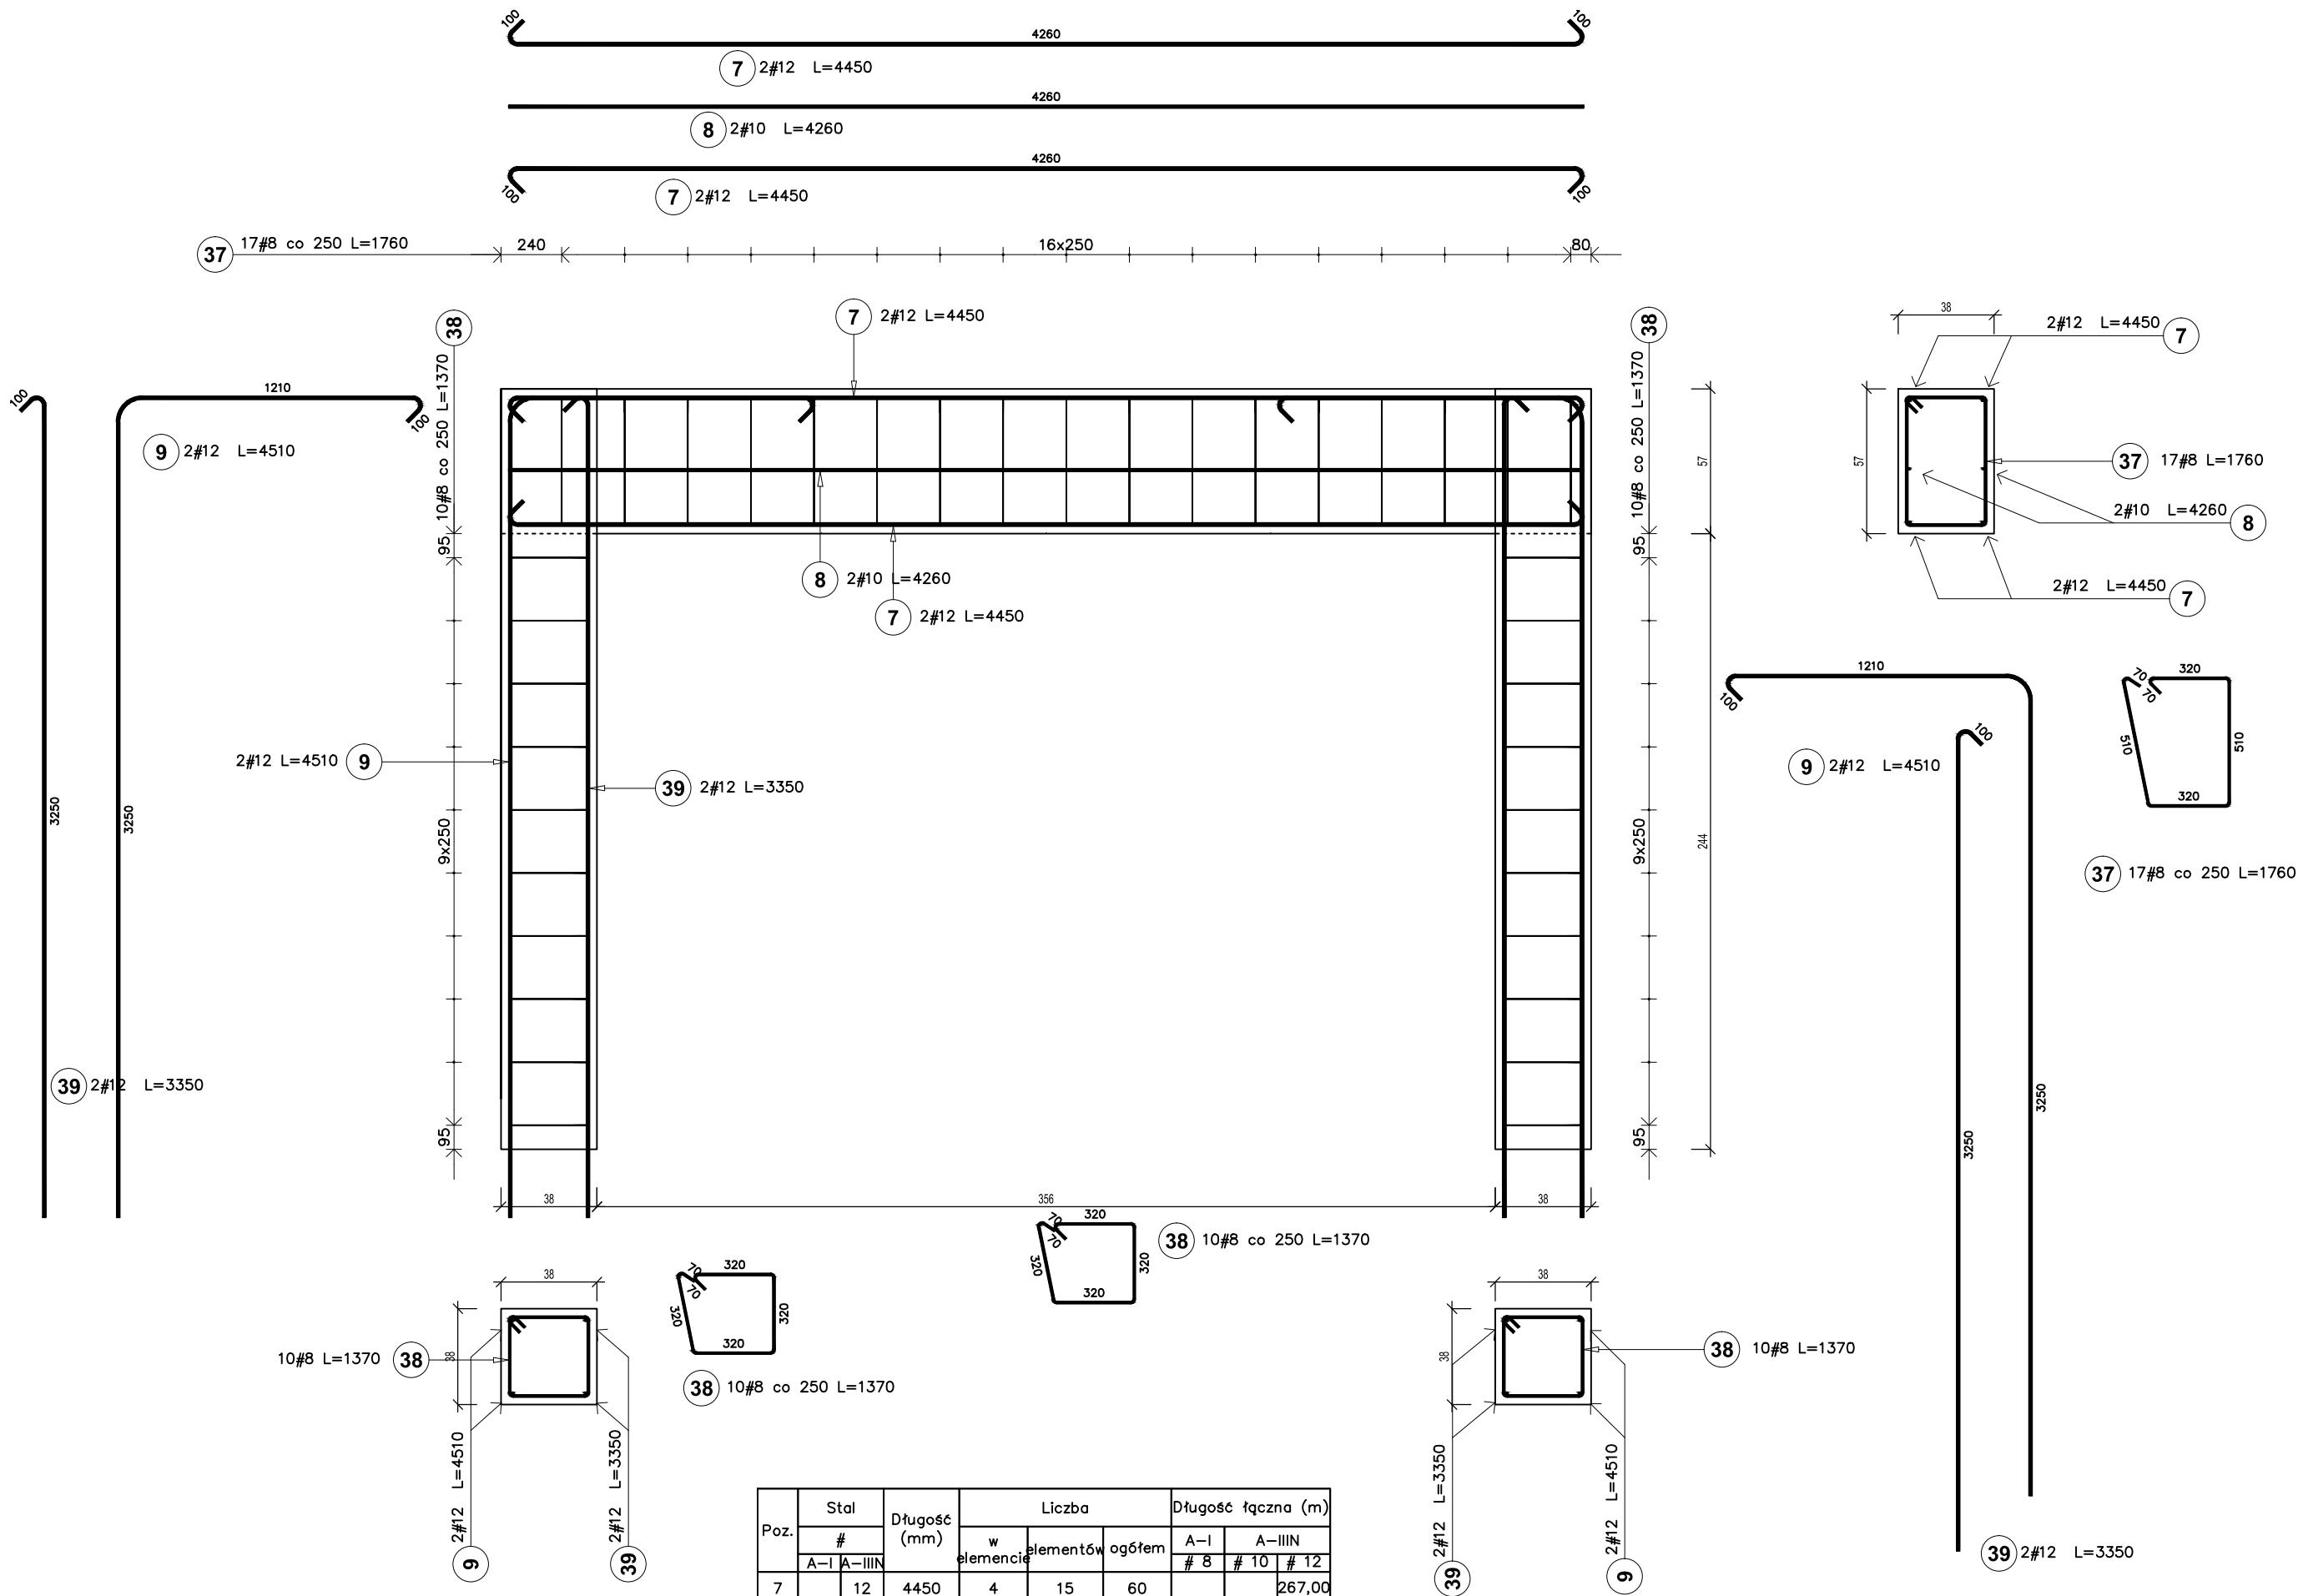 100 4260 100
7 2#12 L=4450
4260
8 2#10 L=4260
4260
100 100
7 2#12 L=4450
37 17#8 co 250 L=1760 240 16x250 80
38 10#8 co 250 L=1370
7 2#12 L=4450
38 10#8 co 250 L=1370
38
2#12 L=4450 7
100
1210
100
9 2#12 L=4510
57
57
37 17#8 L=1760
2#10 L=4260 8
95
95
8 2#10 L=4260
7 2#12 L=4450
2#12 L=4450 7
1210
100
320
70
70
510
510
320
100
2#12 L=4510 9
9 2#12 L=4510
39 2#12 L=3350
3250
3250
9x250
9x250
244
37 17#8 co 250 L=1760
39 2#12 L=3350
3250
3250
95
95
38 356 38
320
70
70
320
320
320
38 10#8 co 250 L=1370
38
320
70
70
320
320
320
38
10#8 L=1370 38
38
38
38 10#8 L=1370
38 10#8 co 250 L=1370
2#12 L=4510
9
2#12 L=3350
39
2#12 L=3350
39
2#12 L=4510
9
39 2#12 L=3350
Poz. Stal Długość (mm) Liczba Długość łączna (m)
# w elemencie elementów ogółem A-I A-IIIN
A-I A-IIIN # 8 # 10 # 12
7 12 4450 4 15 60 267,00